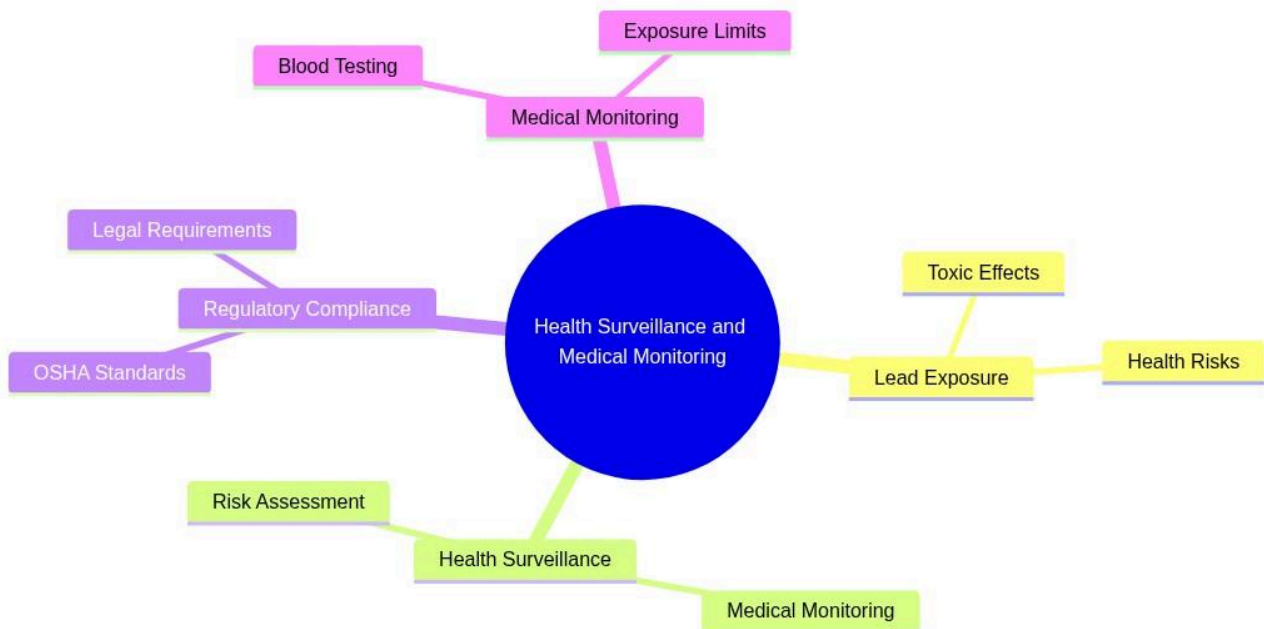 Exposure Limits
Blood Testing
Medical Monitoring
Legal Requirements
Regulatory Compliance
OSHA Standards
Health Surveillance and
Medical Monitoring
Toxic Effects
Health Risks
Lead Exposure
Risk Assessment
Health Surveillance
Medical Monitoring